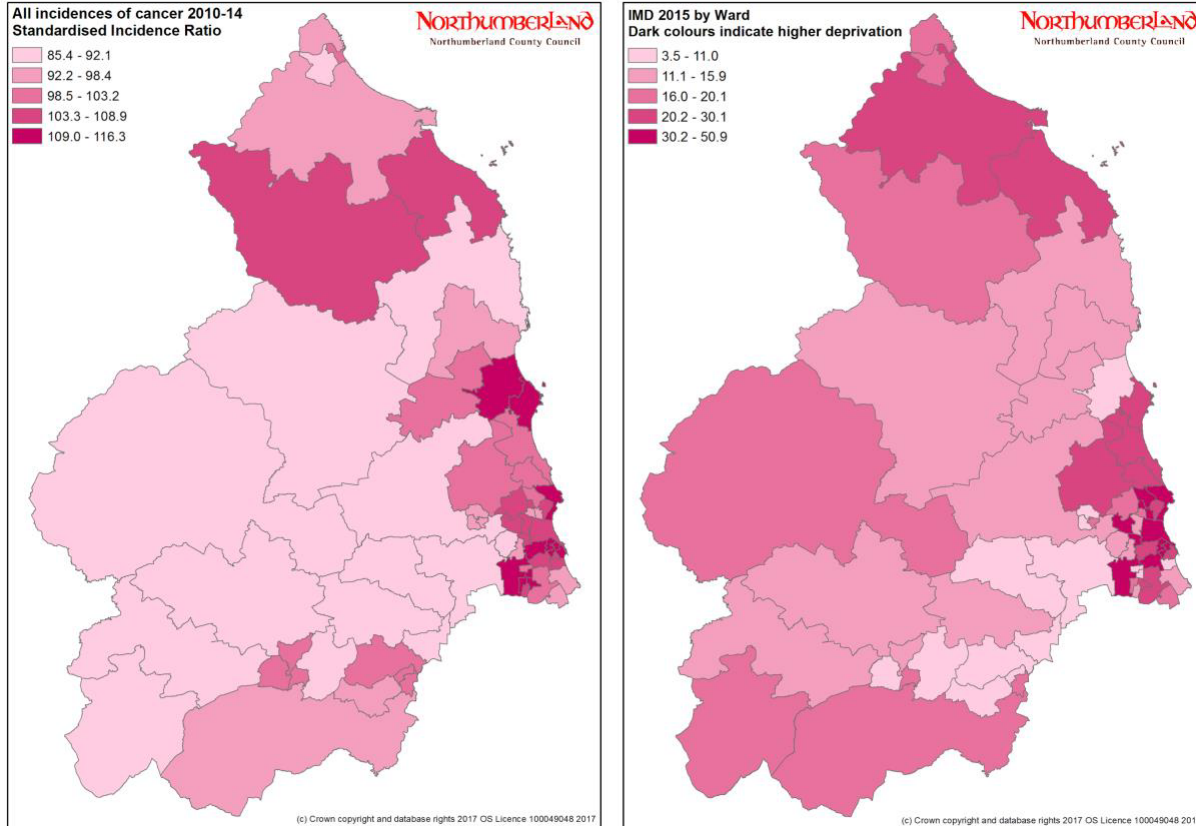 All incidences of cancer 2010-14
Standardised Incidence Ratio
85.4 - 92.1
92.2 - 98.4
98.5 - 103.2
103.3 - 108.9
109.0 - 116.3
NORTHUMBERLAND
Northumberland County Council
(c) Crown copyright and database rights 2017 OS Licence 100049048 2017
IMD 2015 by Ward
Dark colours indicate higher deprivation
3.5 - 11.0
11.1 - 15.9
16.0 - 20.1
20.2 - 30.1
30.2 - 50.9
NORTHUMBERLAND
Northumberland County Council
(c) Crown copyright and database rights 2017 OS Licence 100049048 201